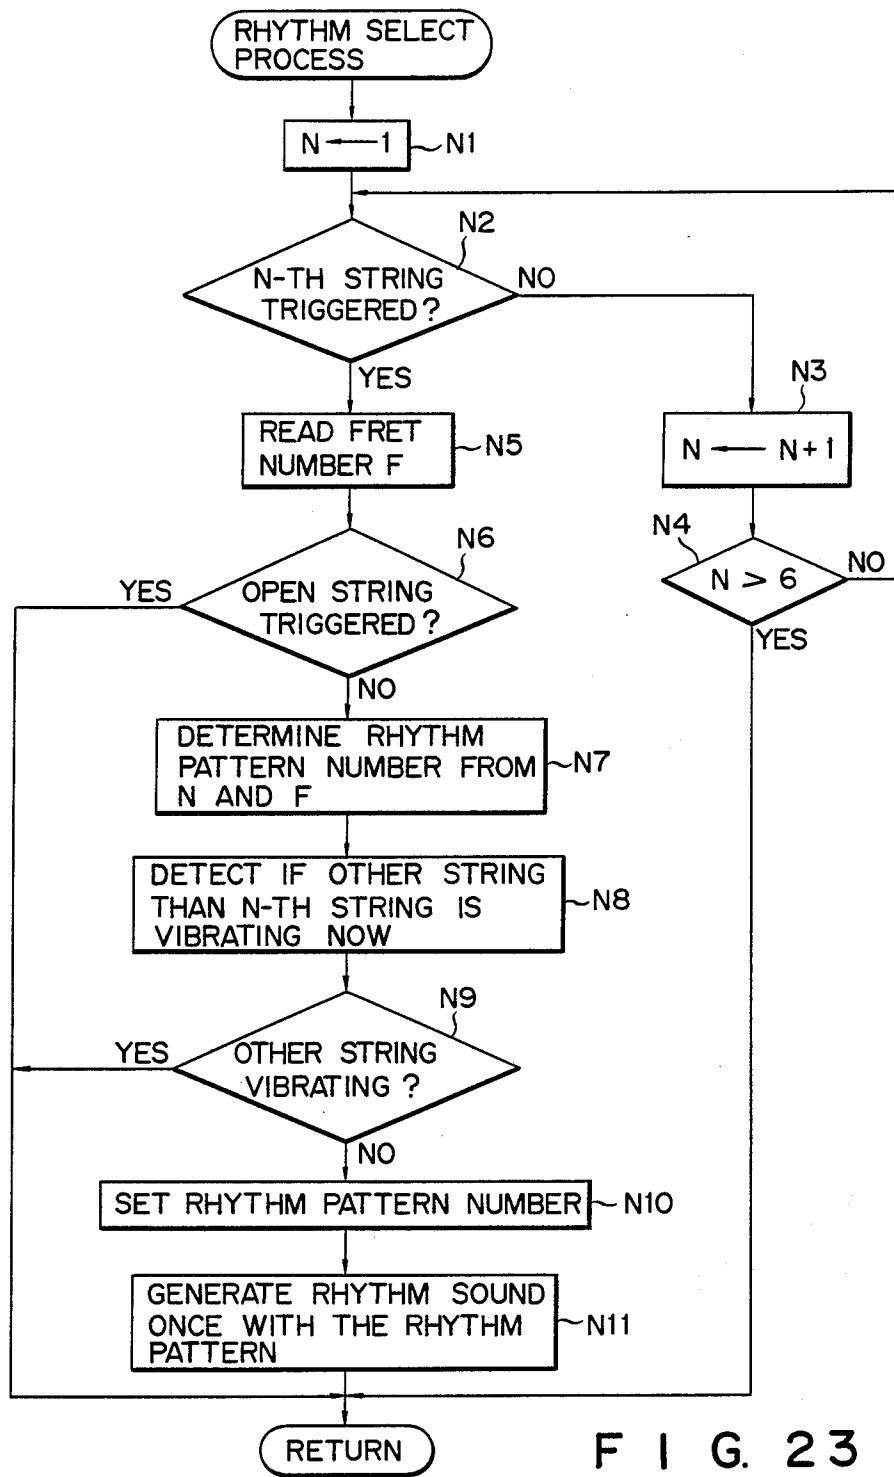 RHYTHM SELECT
PROCESS
N ← 1
N1
N2
N-TH STRING
TRIGGERED?
NO
YES
N3
N ← N+1
READ FRET
NUMBER F
N5
N4
N > 6
NO
YES
N6
OPEN STRING
TRIGGERED?
YES
NO
DETERMINE RHYTHM
PATTERN NUMBER FROM
N AND F
N7
DETECT IF OTHER STRING
THAN N-TH STRING IS
VIBRATING NOW
N8
N9
OTHER STRING
VIBRATING ?
YES
NO
SET RHYTHM PATTERN NUMBER
N10
GENERATE RHYTHM SOUND
ONCE WITH THE RHYTHM
PATTERN
N11
RETURN
FIG. 23